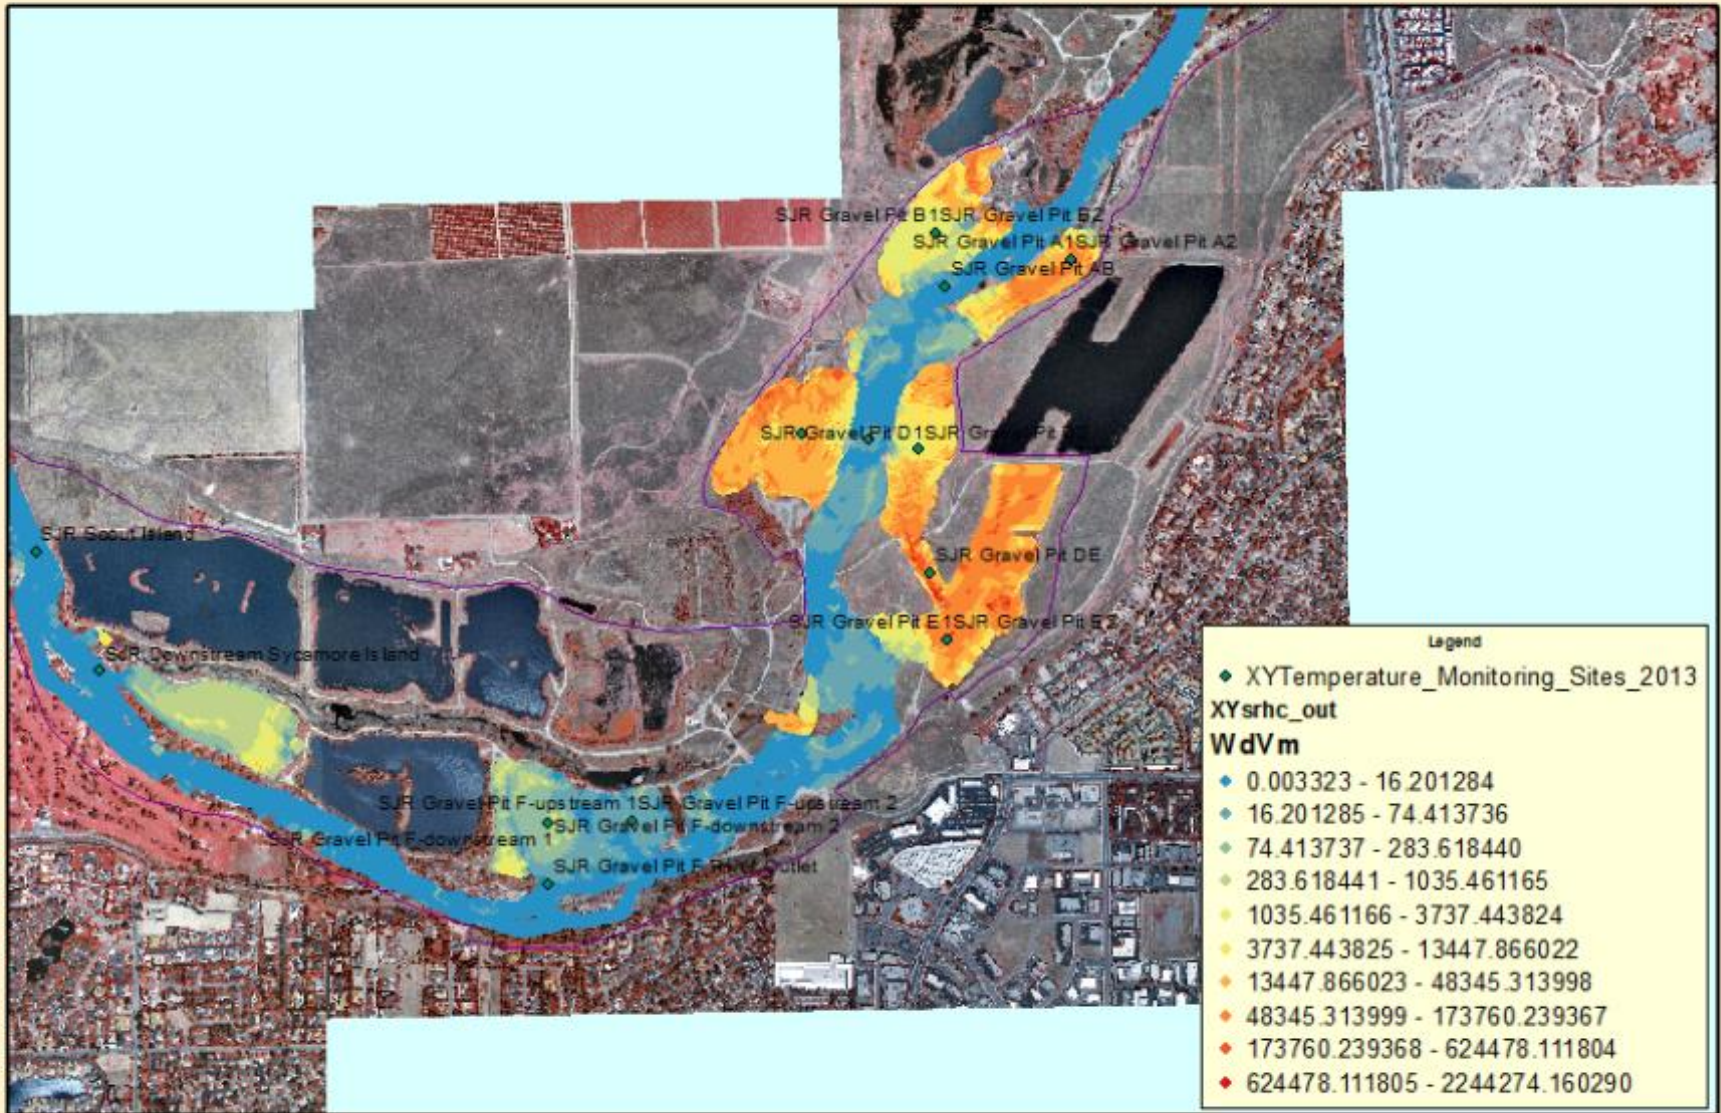 SJR Gravel Pit B1SJR Gravel Pit B2
SJR Gravel Pit A1SJR Gravel Pit A2
SJR Gravel Pit AB
SJR Gravel Pit D1SJR Gravel Pit
SJR Scout Island
SJR Gravel Pit DE
SJR Gravel Pit E1SJR Gravel Pit E2
SJR Downstream Sycamore Island
SJR Gravel Pit F-upstream 1SJR Gravel Pit F-upstream 2
SJR Gravel Pit F-downstream 1
SJR Gravel Pit F-downstream 2
SJR Gravel Pit F River Outlet
Legend
XYTemperature_Monitoring_Sites_2013
XYsrhc_out
WdVm
0.003323 - 16.201284
16.201285 - 74.413736
74.413737 - 283.618440
283.618441 - 1035.461165
1035.461166 - 3737.443824
3737.443825 - 13447.866022
13447.866023 - 48345.313998
48345.313999 - 173760.239367
173760.239368 - 624478.111804
624478.111805 - 2244274.160290